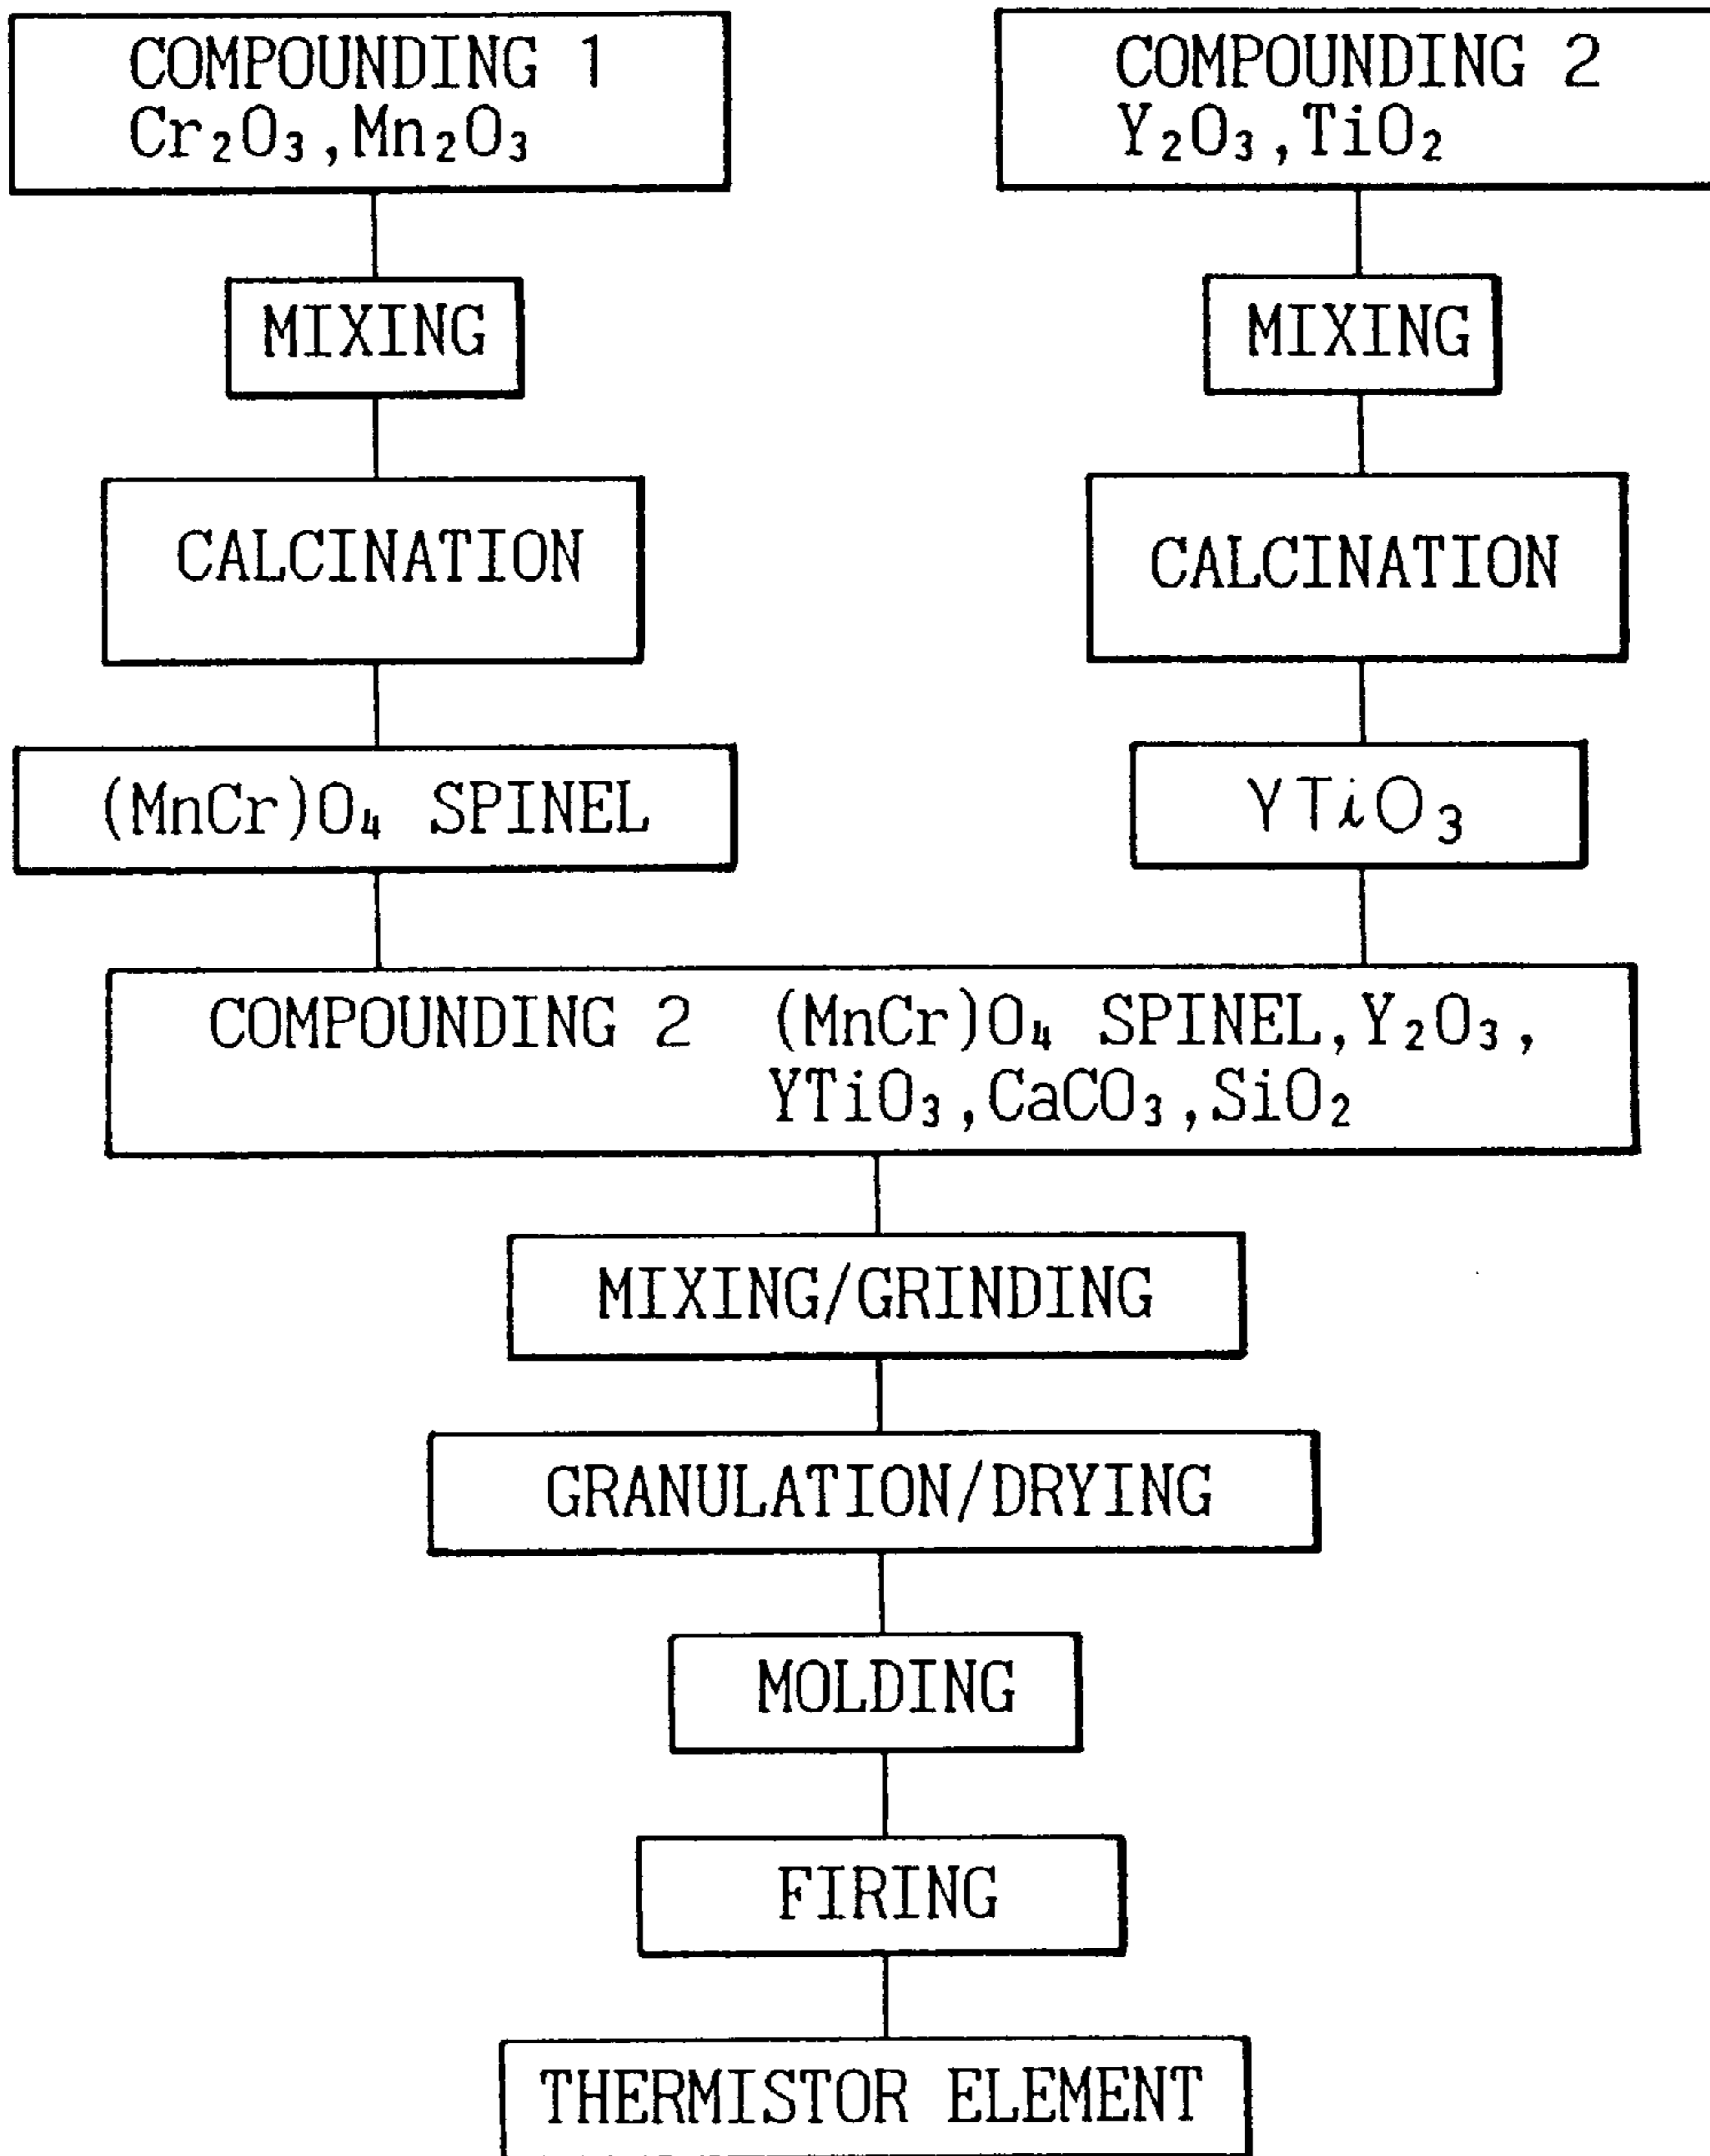 COMPOUNDING 1
Cr₂O₃,Mn₂O₃
MIXING
CALCINATION
(MnCr)O₄ SPINEL
COMPOUNDING 2
Y₂O₃,TiO₂
MIXING
CALCINATION
YTiO₃
COMPOUNDING 2 (MnCr)O₄ SPINEL,Y₂O₃,
YTiO₃,CaCO₃,SiO₂
MIXING/GRINDING
GRANULATION/DRYING
MOLDING
FIRING
THERMISTOR ELEMENT